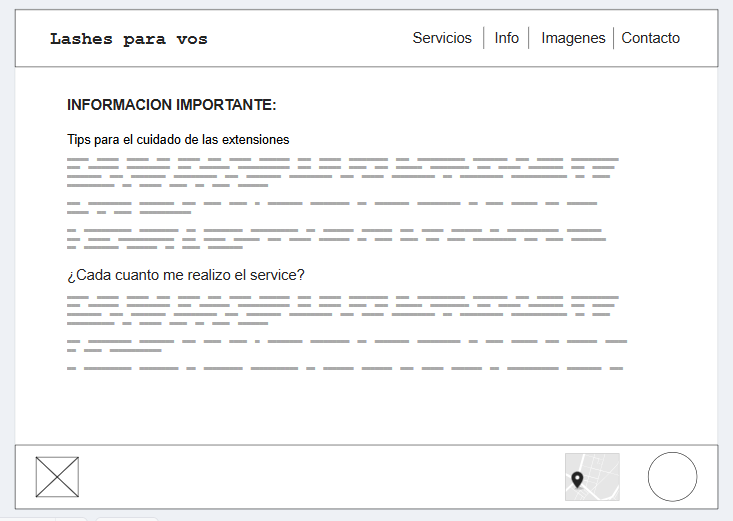 Lashes para vos
Servicios
Info
Imagenes
Contacto
INFORMACION IMPORTANTE:
Tips para el cuidado de las extensiones
¿Cada cuanto me realizo el service?